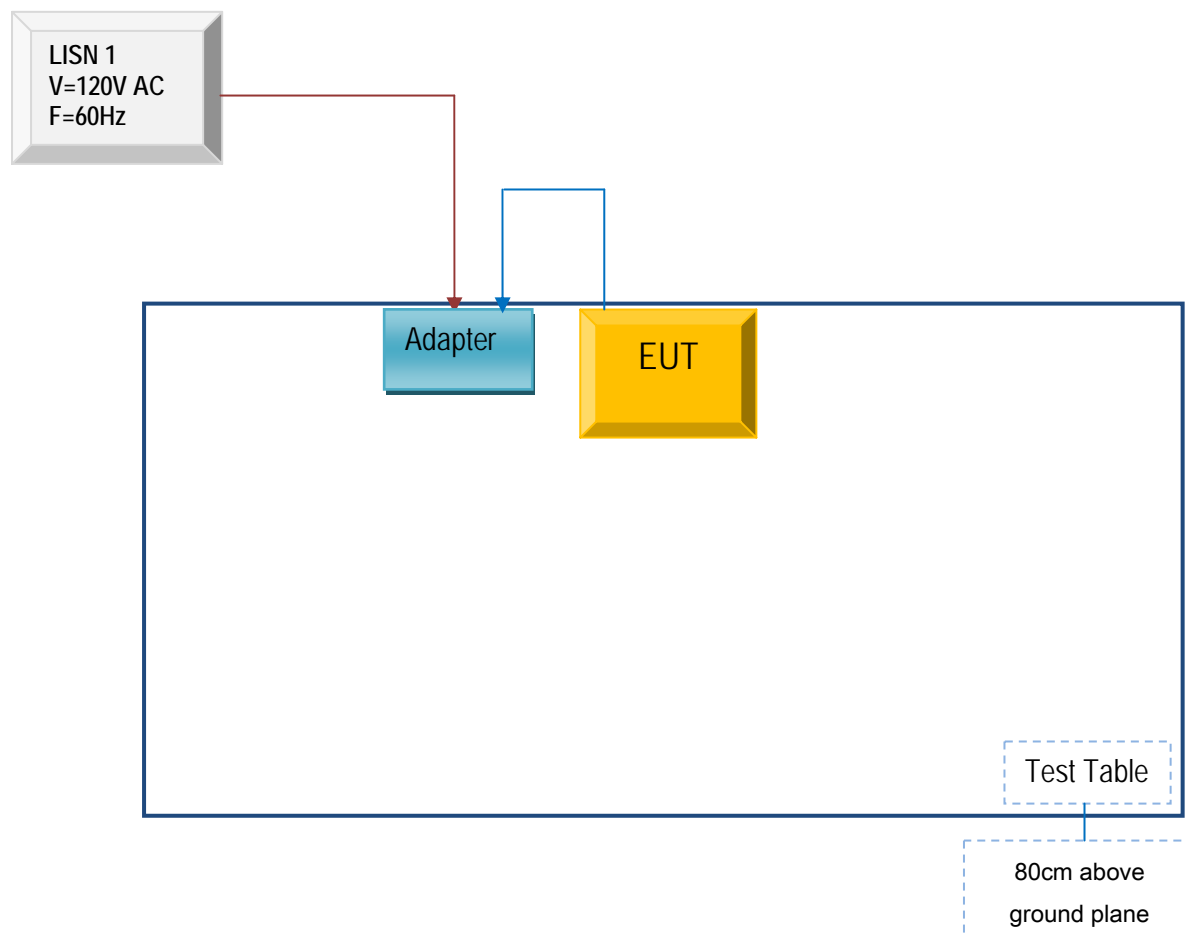 LISN 1
V=120V AC
F=60Hz
Adapter
EUT
Test Table
80cm above
ground plane